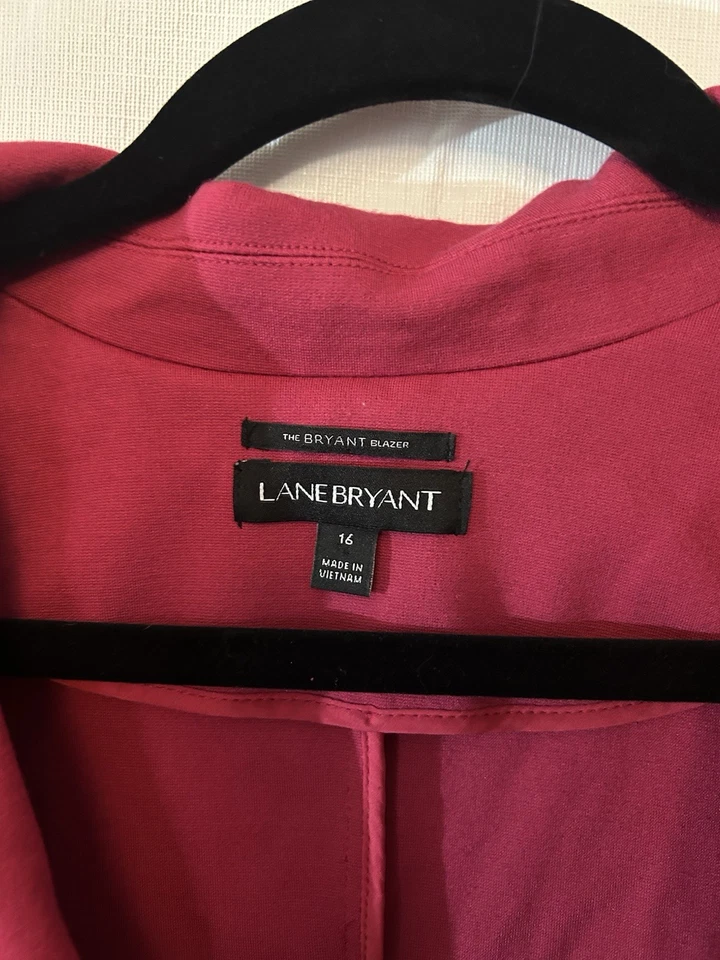 THE BRYANT BLAZER
LANE BRYANT
16
MADE IN
VIETNAM